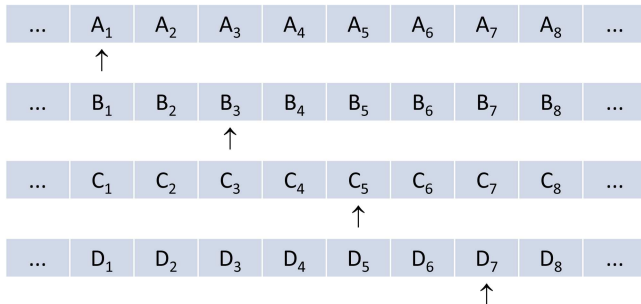 ... A₁ A₂ A₃ A₄ A₅ A₆ A₇ A₈ ...
↑
... B₁ B₂ B₃ B₄ B₅ B₆ B₇ B₈ ...
↑
... C₁ C₂ C₃ C₄ C₅ C₆ C₇ C₈ ...
↑
... D₁ D₂ D₃ D₄ D₅ D₆ D₇ D₈ ...
↑